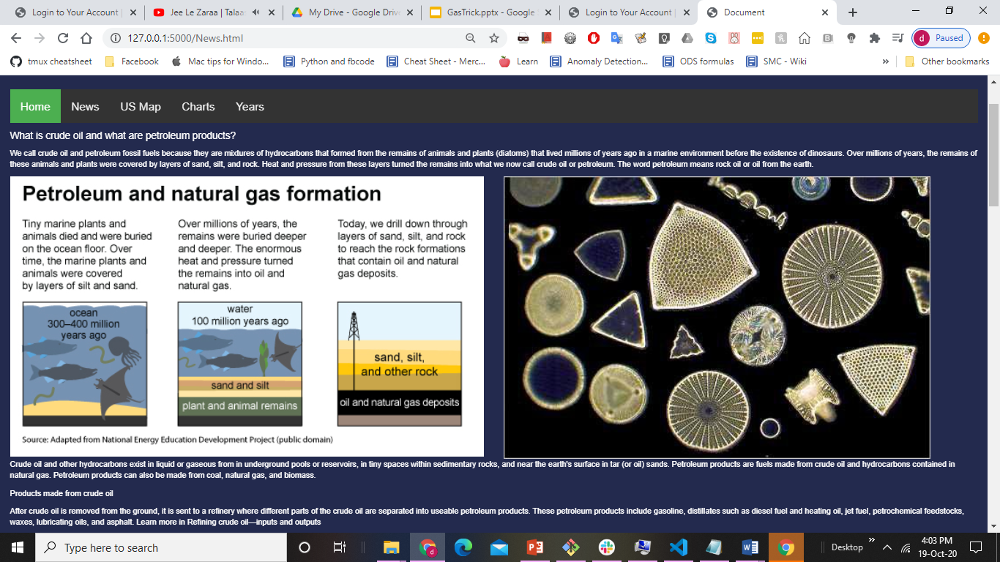 Login to Your Account |
Jee Le Zaraa | Talaa
My Drive - Google Drive
GasTrick.pptx - Google
Login to Your Account |
Document
127.0.0.1:5000/News.html
d
Paused
tmux cheatsheet
Facebook
Mac tips for Windo...
Python and fbcode
Cheat Sheet - Merc...
Learn
Anomaly Detection...
ODS formulas
SMC - Wiki
»
Other bookmarks
Home
News
US Map
Charts
Years
What is crude oil and what are petroleum products?
We call crude oil and petroleum fossil fuels because they are mixtures of hydrocarbons that formed from the remains of animals and plants (diatoms) that lived millions of years ago in a marine environment before the existence of dinosaurs. Over millions of years, the remains of
these animals and plants were covered by layers of sand, silt, and rock. Heat and pressure from these layers turned the remains into what we now call crude oil or petroleum. The word petroleum means rock oil or oil from the earth.
Petroleum and natural gas formation
Tiny marine plants and
animals died and were buried
on the ocean floor. Over
time, the marine plants and
animals were covered
by layers of silt and sand.
Over millions of years, the
remains were buried deeper
and deeper. The enormous
heat and pressure turned
the remains into oil and
natural gas.
Today, we drill down through
layers of sand, silt, and rock
to reach the rock formations
that contain oil and natural
gas deposits.
ocean
300–400 million
years ago
water
100 million years ago
sand and silt
plant and animal remains
sand, silt,
and other rock
oil and natural gas deposits
Source: Adapted from National Energy Education Development Project (public domain)
Crude oil and other hydrocarbons exist in liquid or gaseous from in underground pools or reservoirs, in tiny spaces within sedimentary rocks, and near the earth's surface in tar (or oil) sands. Petroleum products are fuels made from crude oil and hydrocarbons contained in
natural gas. Petroleum products can also be made from coal, natural gas, and biomass.
Products made from crude oil
After crude oil is removed from the ground, it is sent to a refinery where different parts of the crude oil are separated into useable petroleum products. These petroleum products include gasoline, distillates such as diesel fuel and heating oil, jet fuel, petrochemical feedstocks,
waxes, lubricating oils, and asphalt. Learn more in Refining crude oil—inputs and outputs
Type here to search
Desktop
»
4:03 PM
19-Oct-20